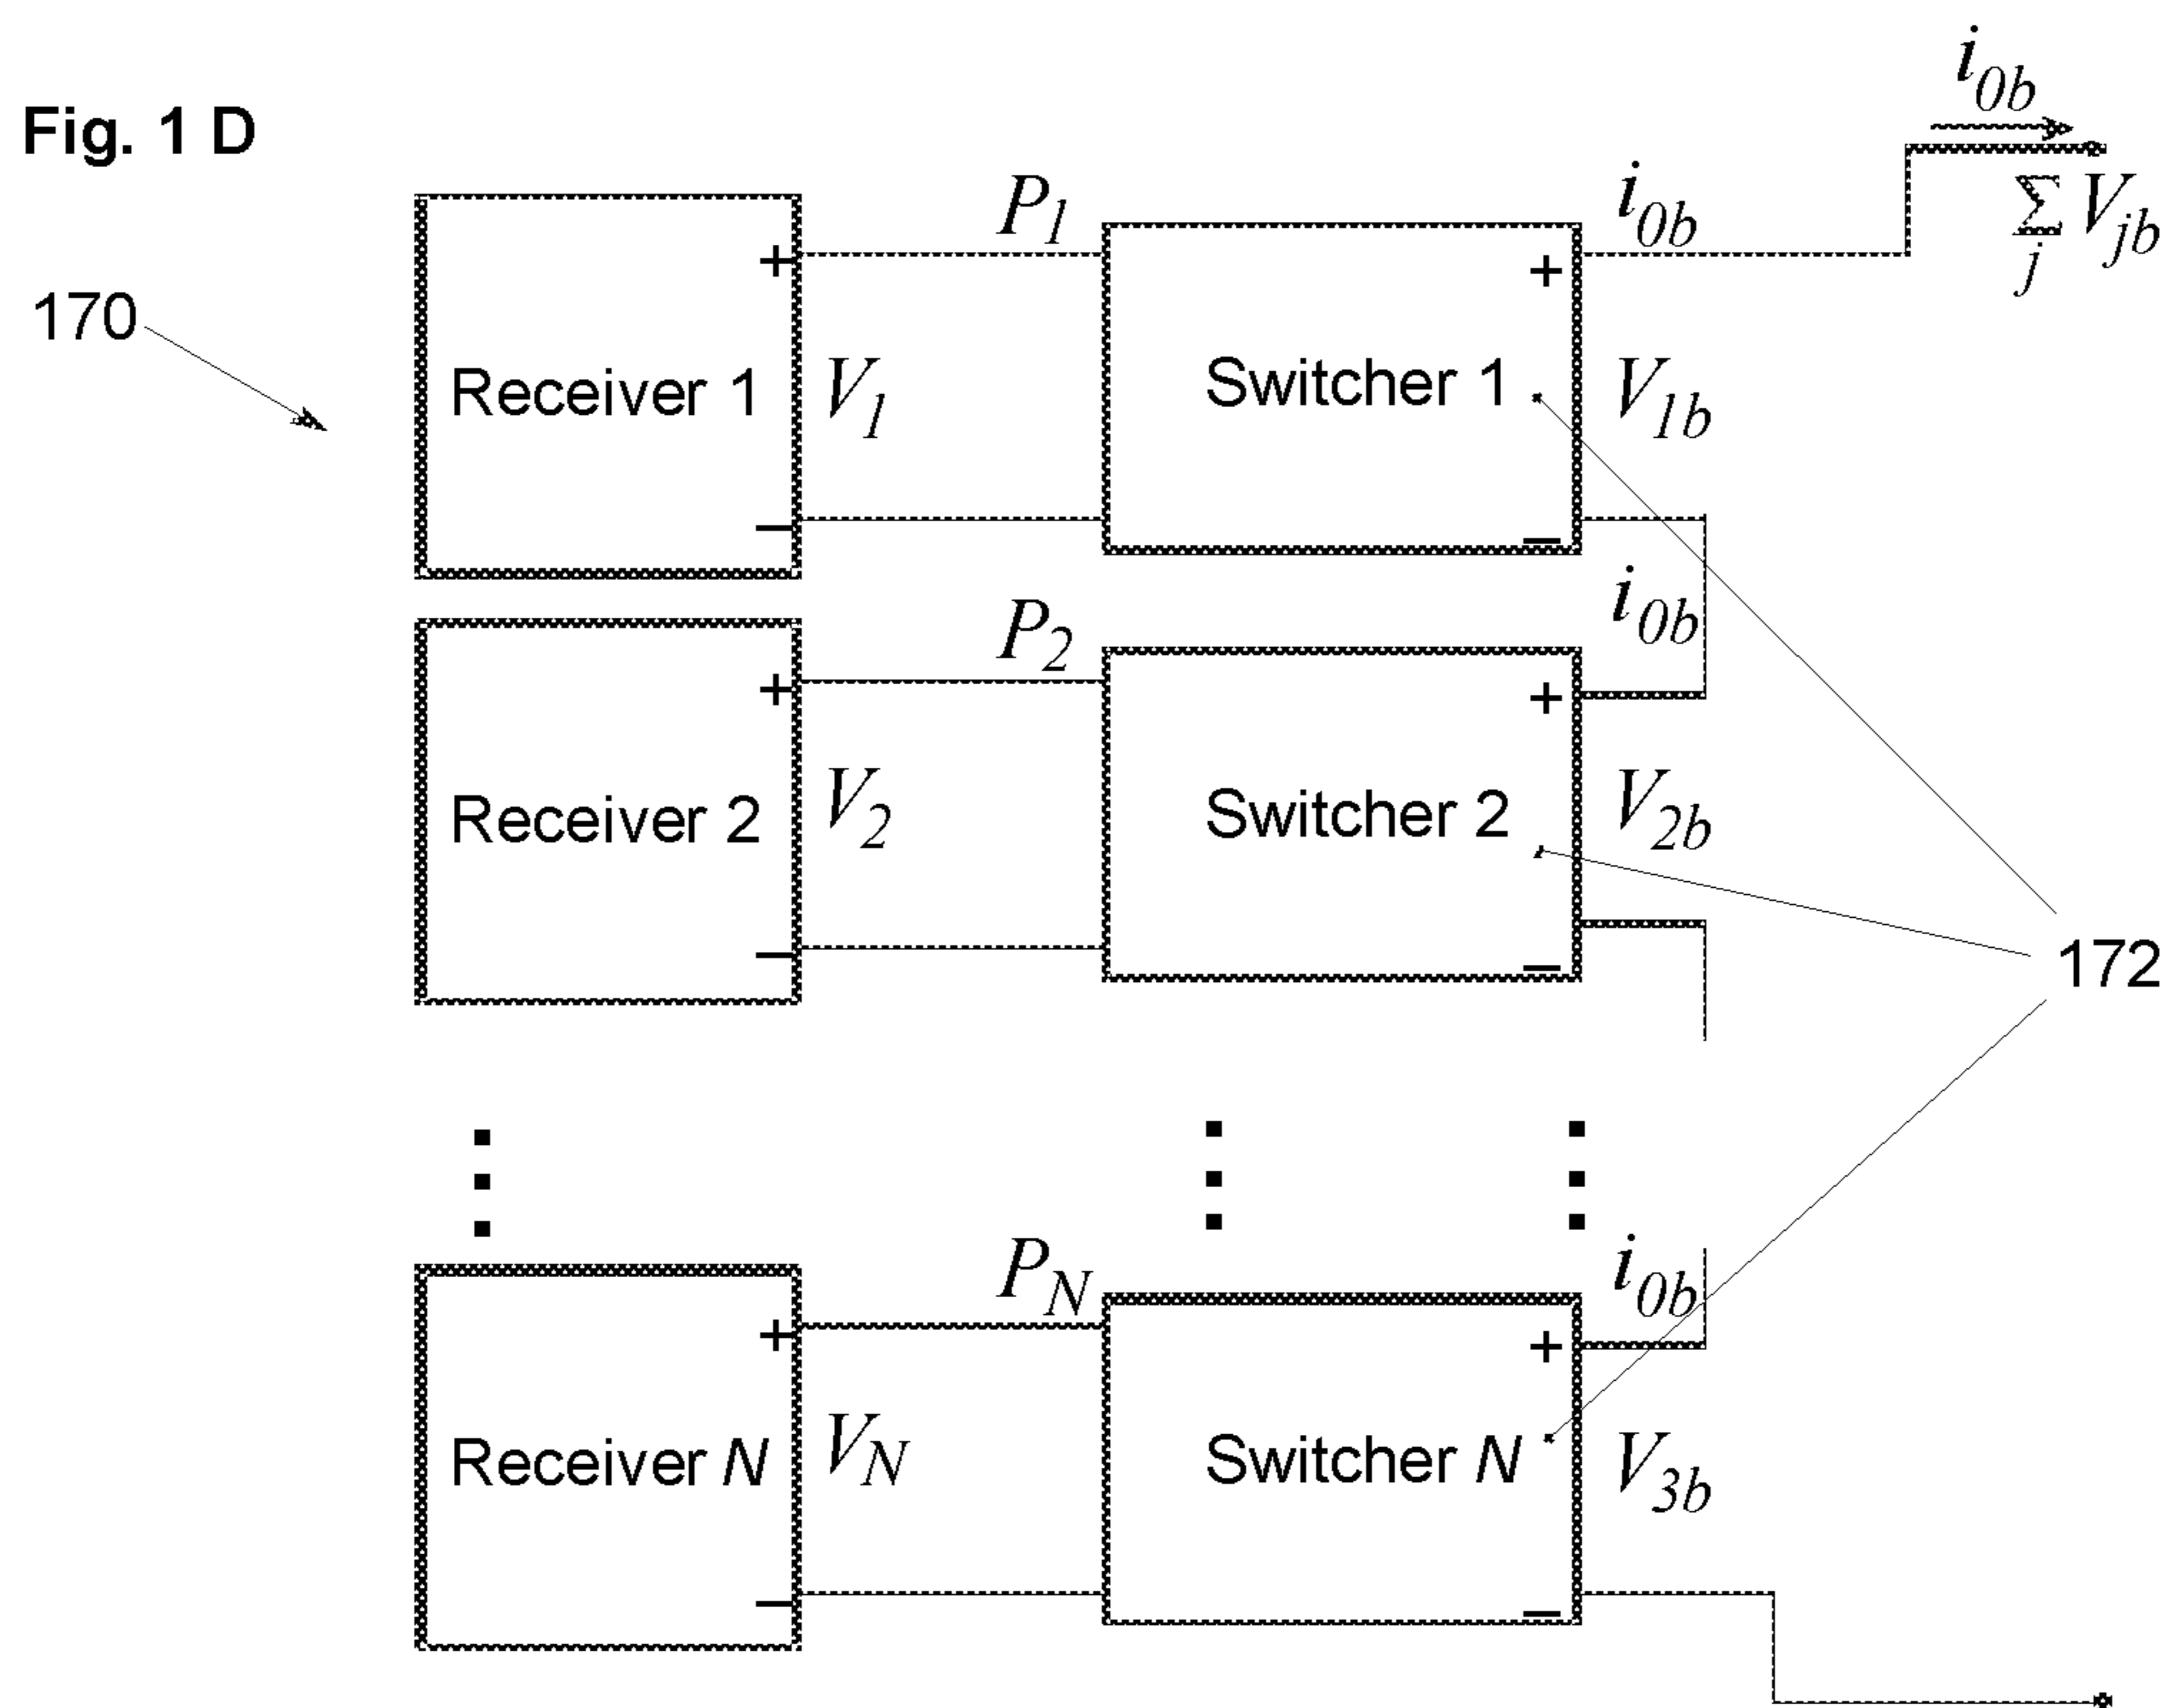 Fig. 1 D
i0b
∑j Vjb
170
Receiver 1
+
−
P1
V1
Switcher 1
+
−
i0b
V1b
i0b
Receiver 2
+
−
P2
V2
Switcher 2
+
−
V2b
172
i0b
Receiver N
+
−
PN
VN
Switcher N
+
−
V3b